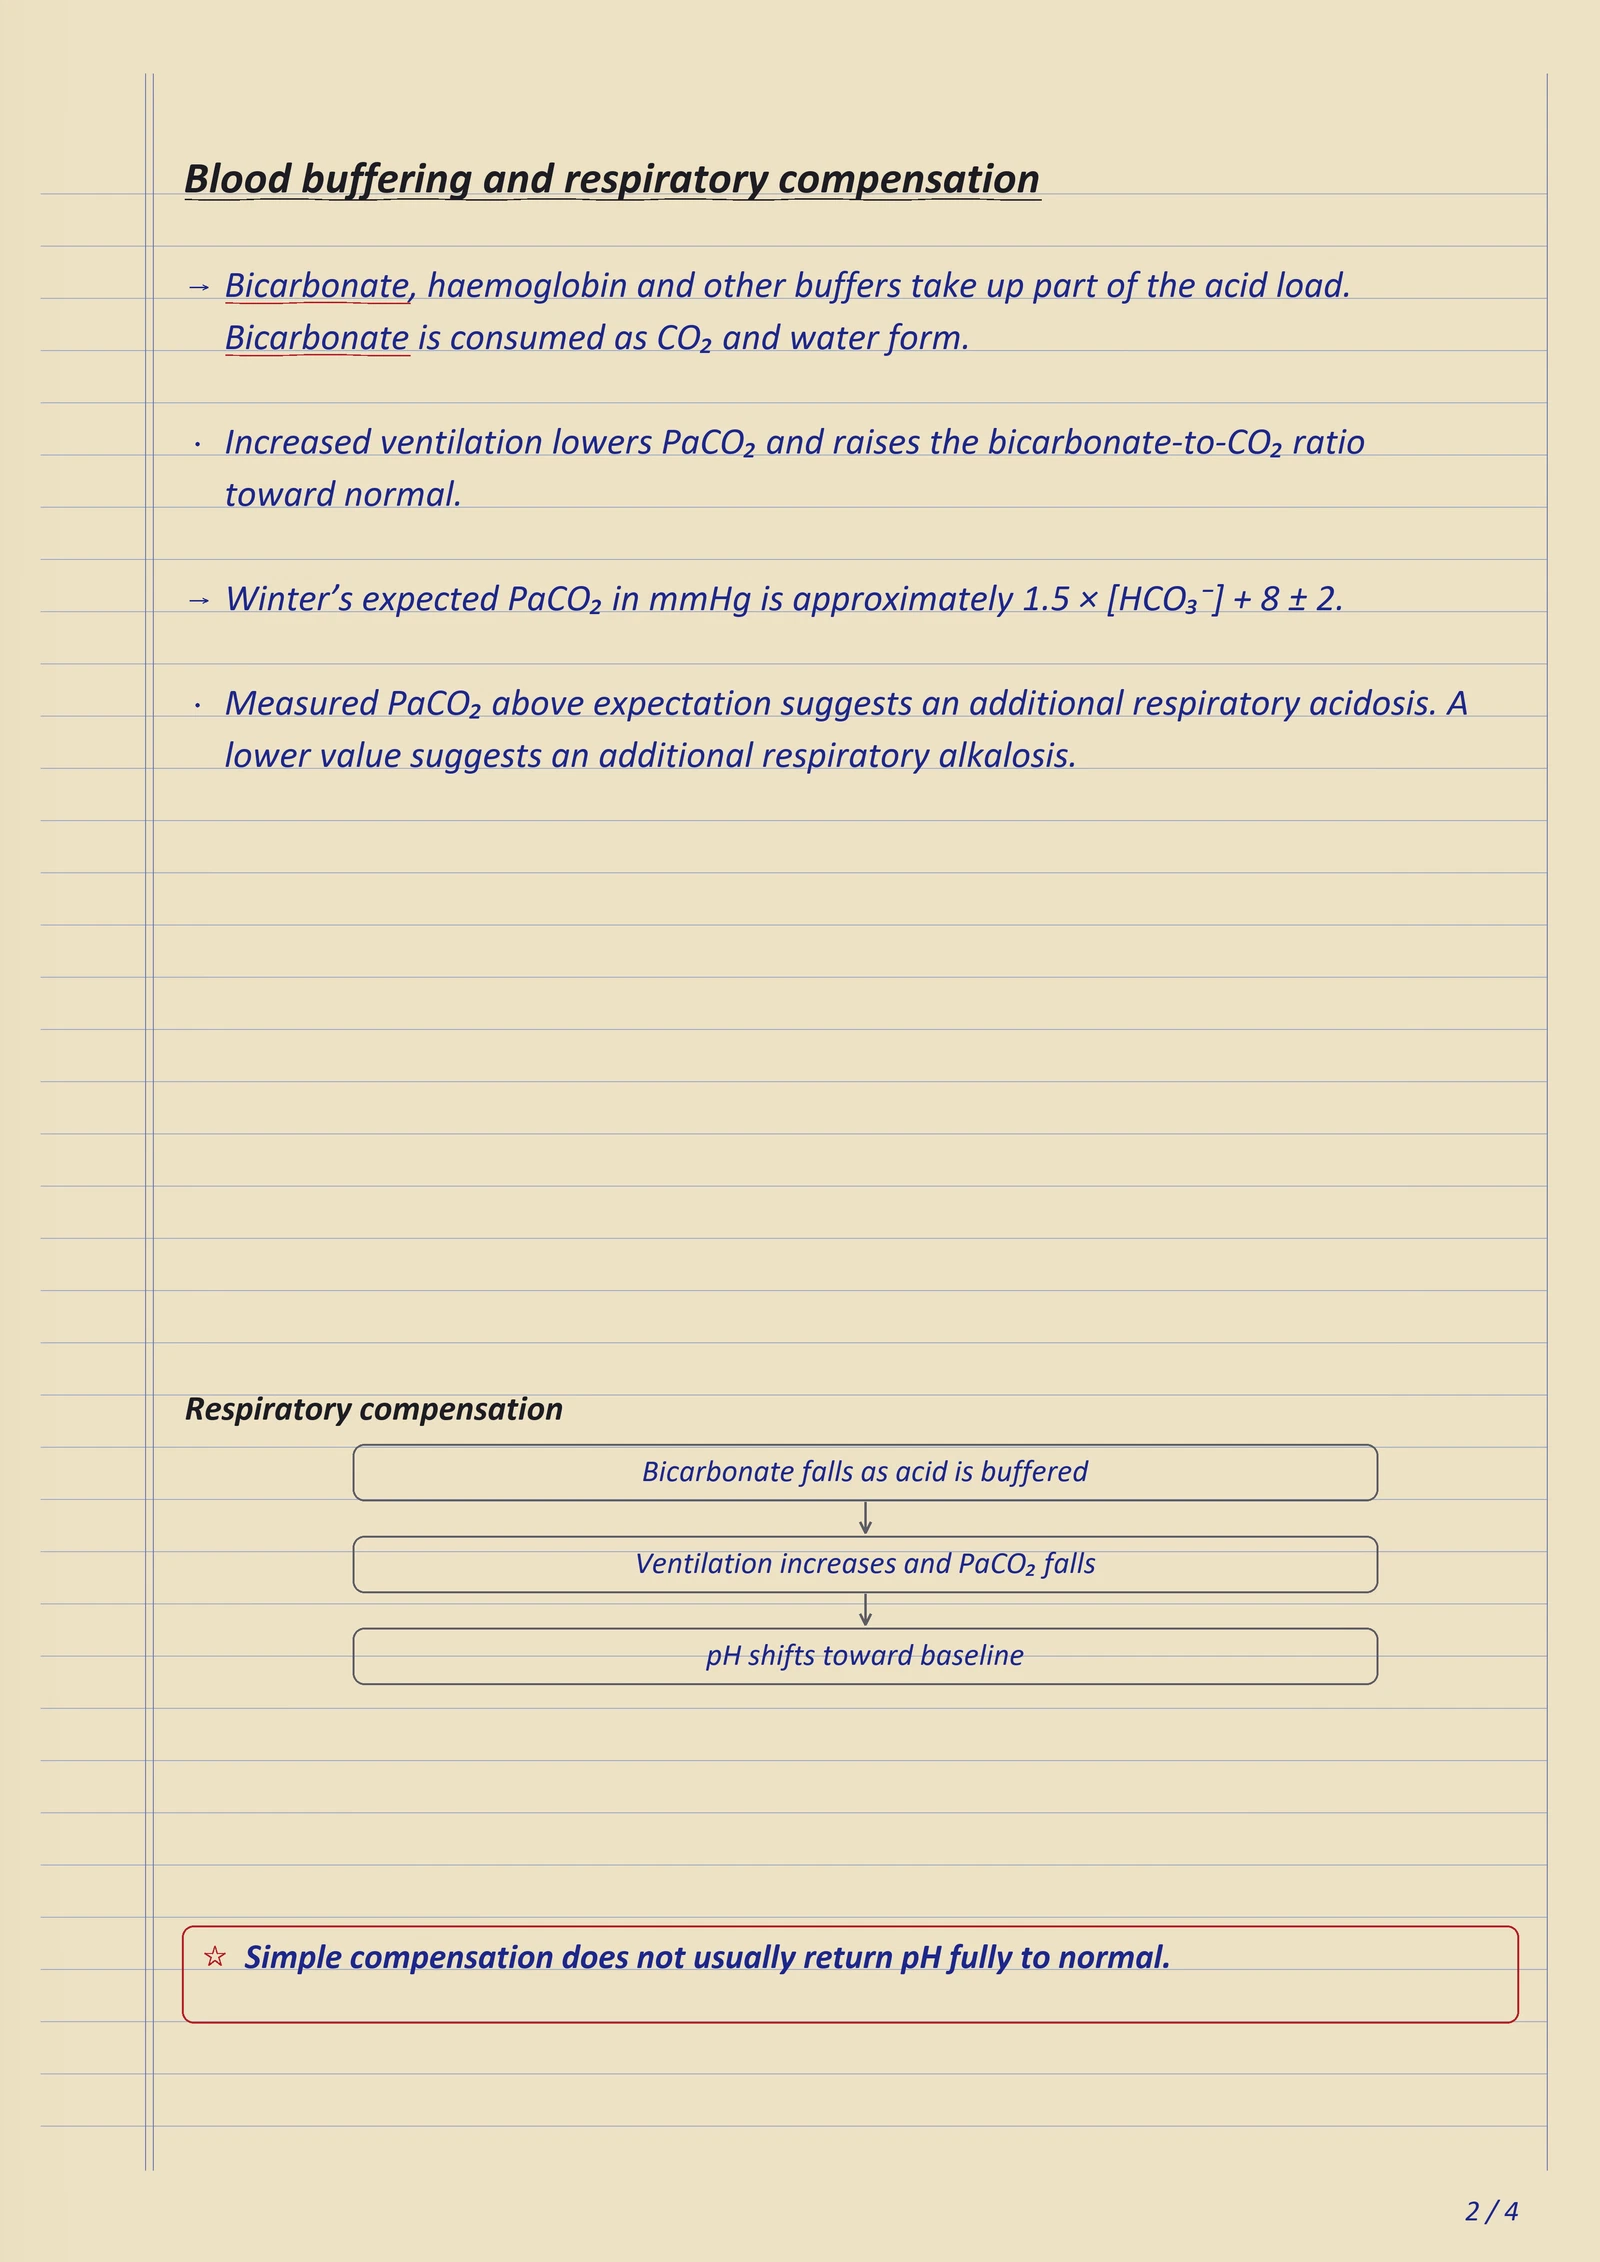 Blood buffering and respiratory compensation
→ Bicarbonate, haemoglobin and other buffers take up part of the acid load.
Bicarbonate is consumed as CO₂ and water form.
· Increased ventilation lowers PaCO₂ and raises the bicarbonate-to-CO₂ ratio
toward normal.
→ Winter’s expected PaCO₂ in mmHg is approximately 1.5 × [HCO₃⁻] + 8 ± 2.
· Measured PaCO₂ above expectation suggests an additional respiratory acidosis. A
lower value suggests an additional respiratory alkalosis.
Respiratory compensation
Bicarbonate falls as acid is buffered
Ventilation increases and PaCO₂ falls
pH shifts toward baseline
☆ Simple compensation does not usually return pH fully to normal.
2 / 4